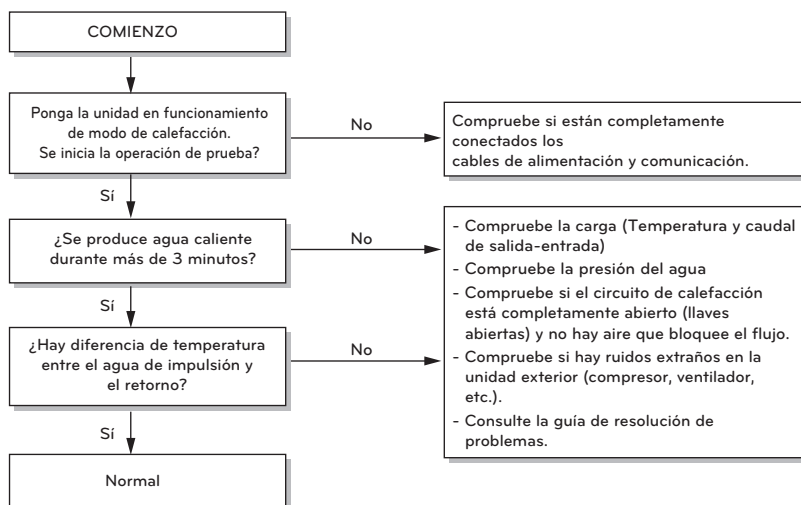 COMIENZO
Ponga la unidad en funcionamiento
de modo de calefacción.
Se inicia la operación de prueba?
No
Compruebe si están completamente
conectados los
cables de alimentación y comunicación.
Sí
¿Se produce agua caliente
durante más de 3 minutos?
No
- Compruebe la carga (Temperatura y caudal
de salida-entrada)
- Compruebe la presión del agua
- Compruebe si el circuito de calefacción
está completamente abierto (llaves
abiertas) y no hay aire que bloquee el flujo.
- Compruebe si hay ruidos extraños en la
unidad exterior (compresor, ventilador,
etc.).
- Consulte la guía de resolución de
problemas.
Sí
¿Hay diferencia de temperatura
entre el agua de impulsión y
el retorno?
No
Sí
Normal